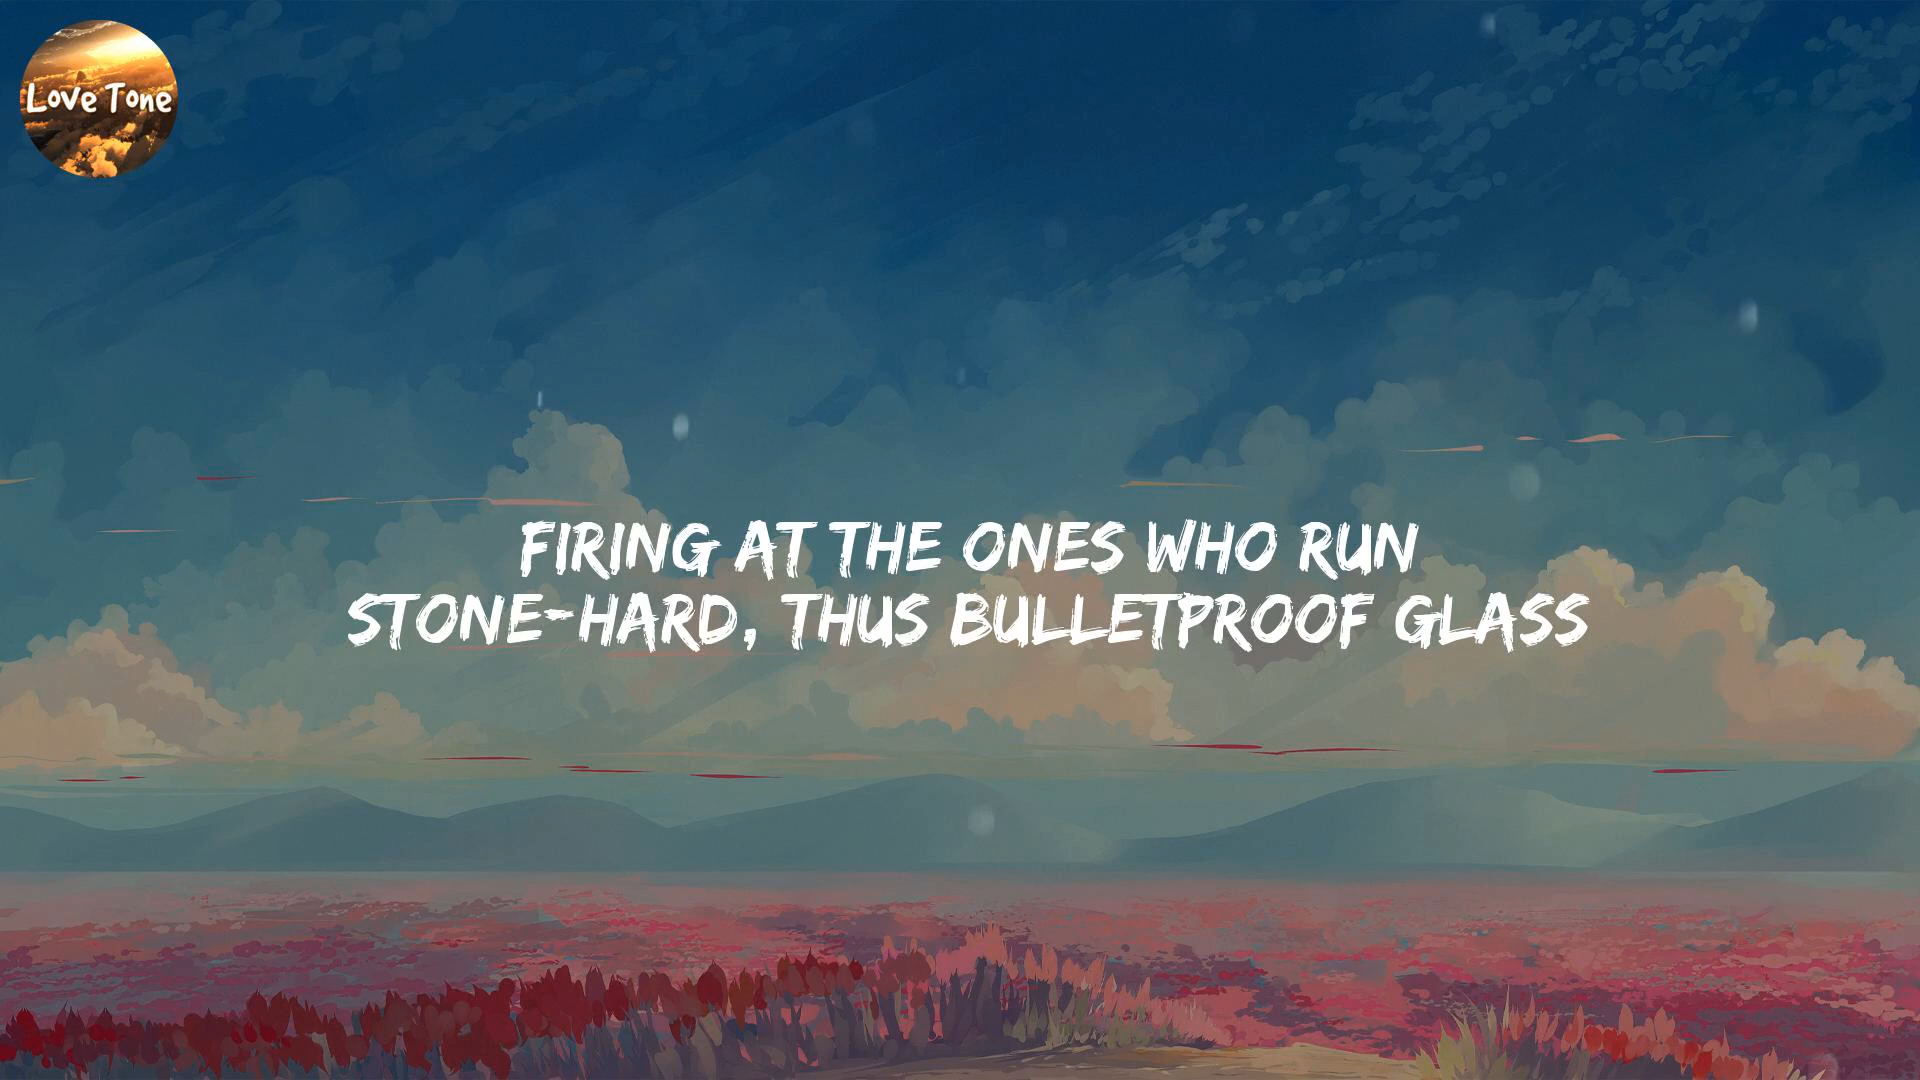 Love Tone
FIRING AT THE ONES WHO RUN
STONE-HARD, THUS BULLETPROOF GLASS